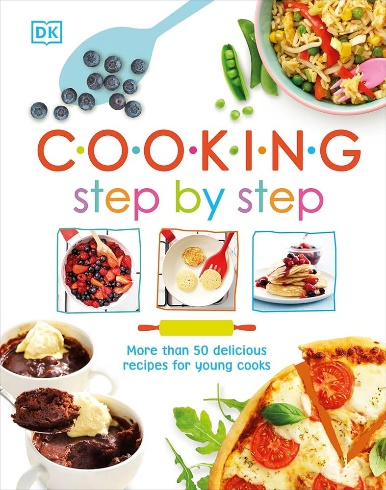 DK
C•O•O•K•I•N•G
step by step
More than 50 delicious
recipes for young cooks